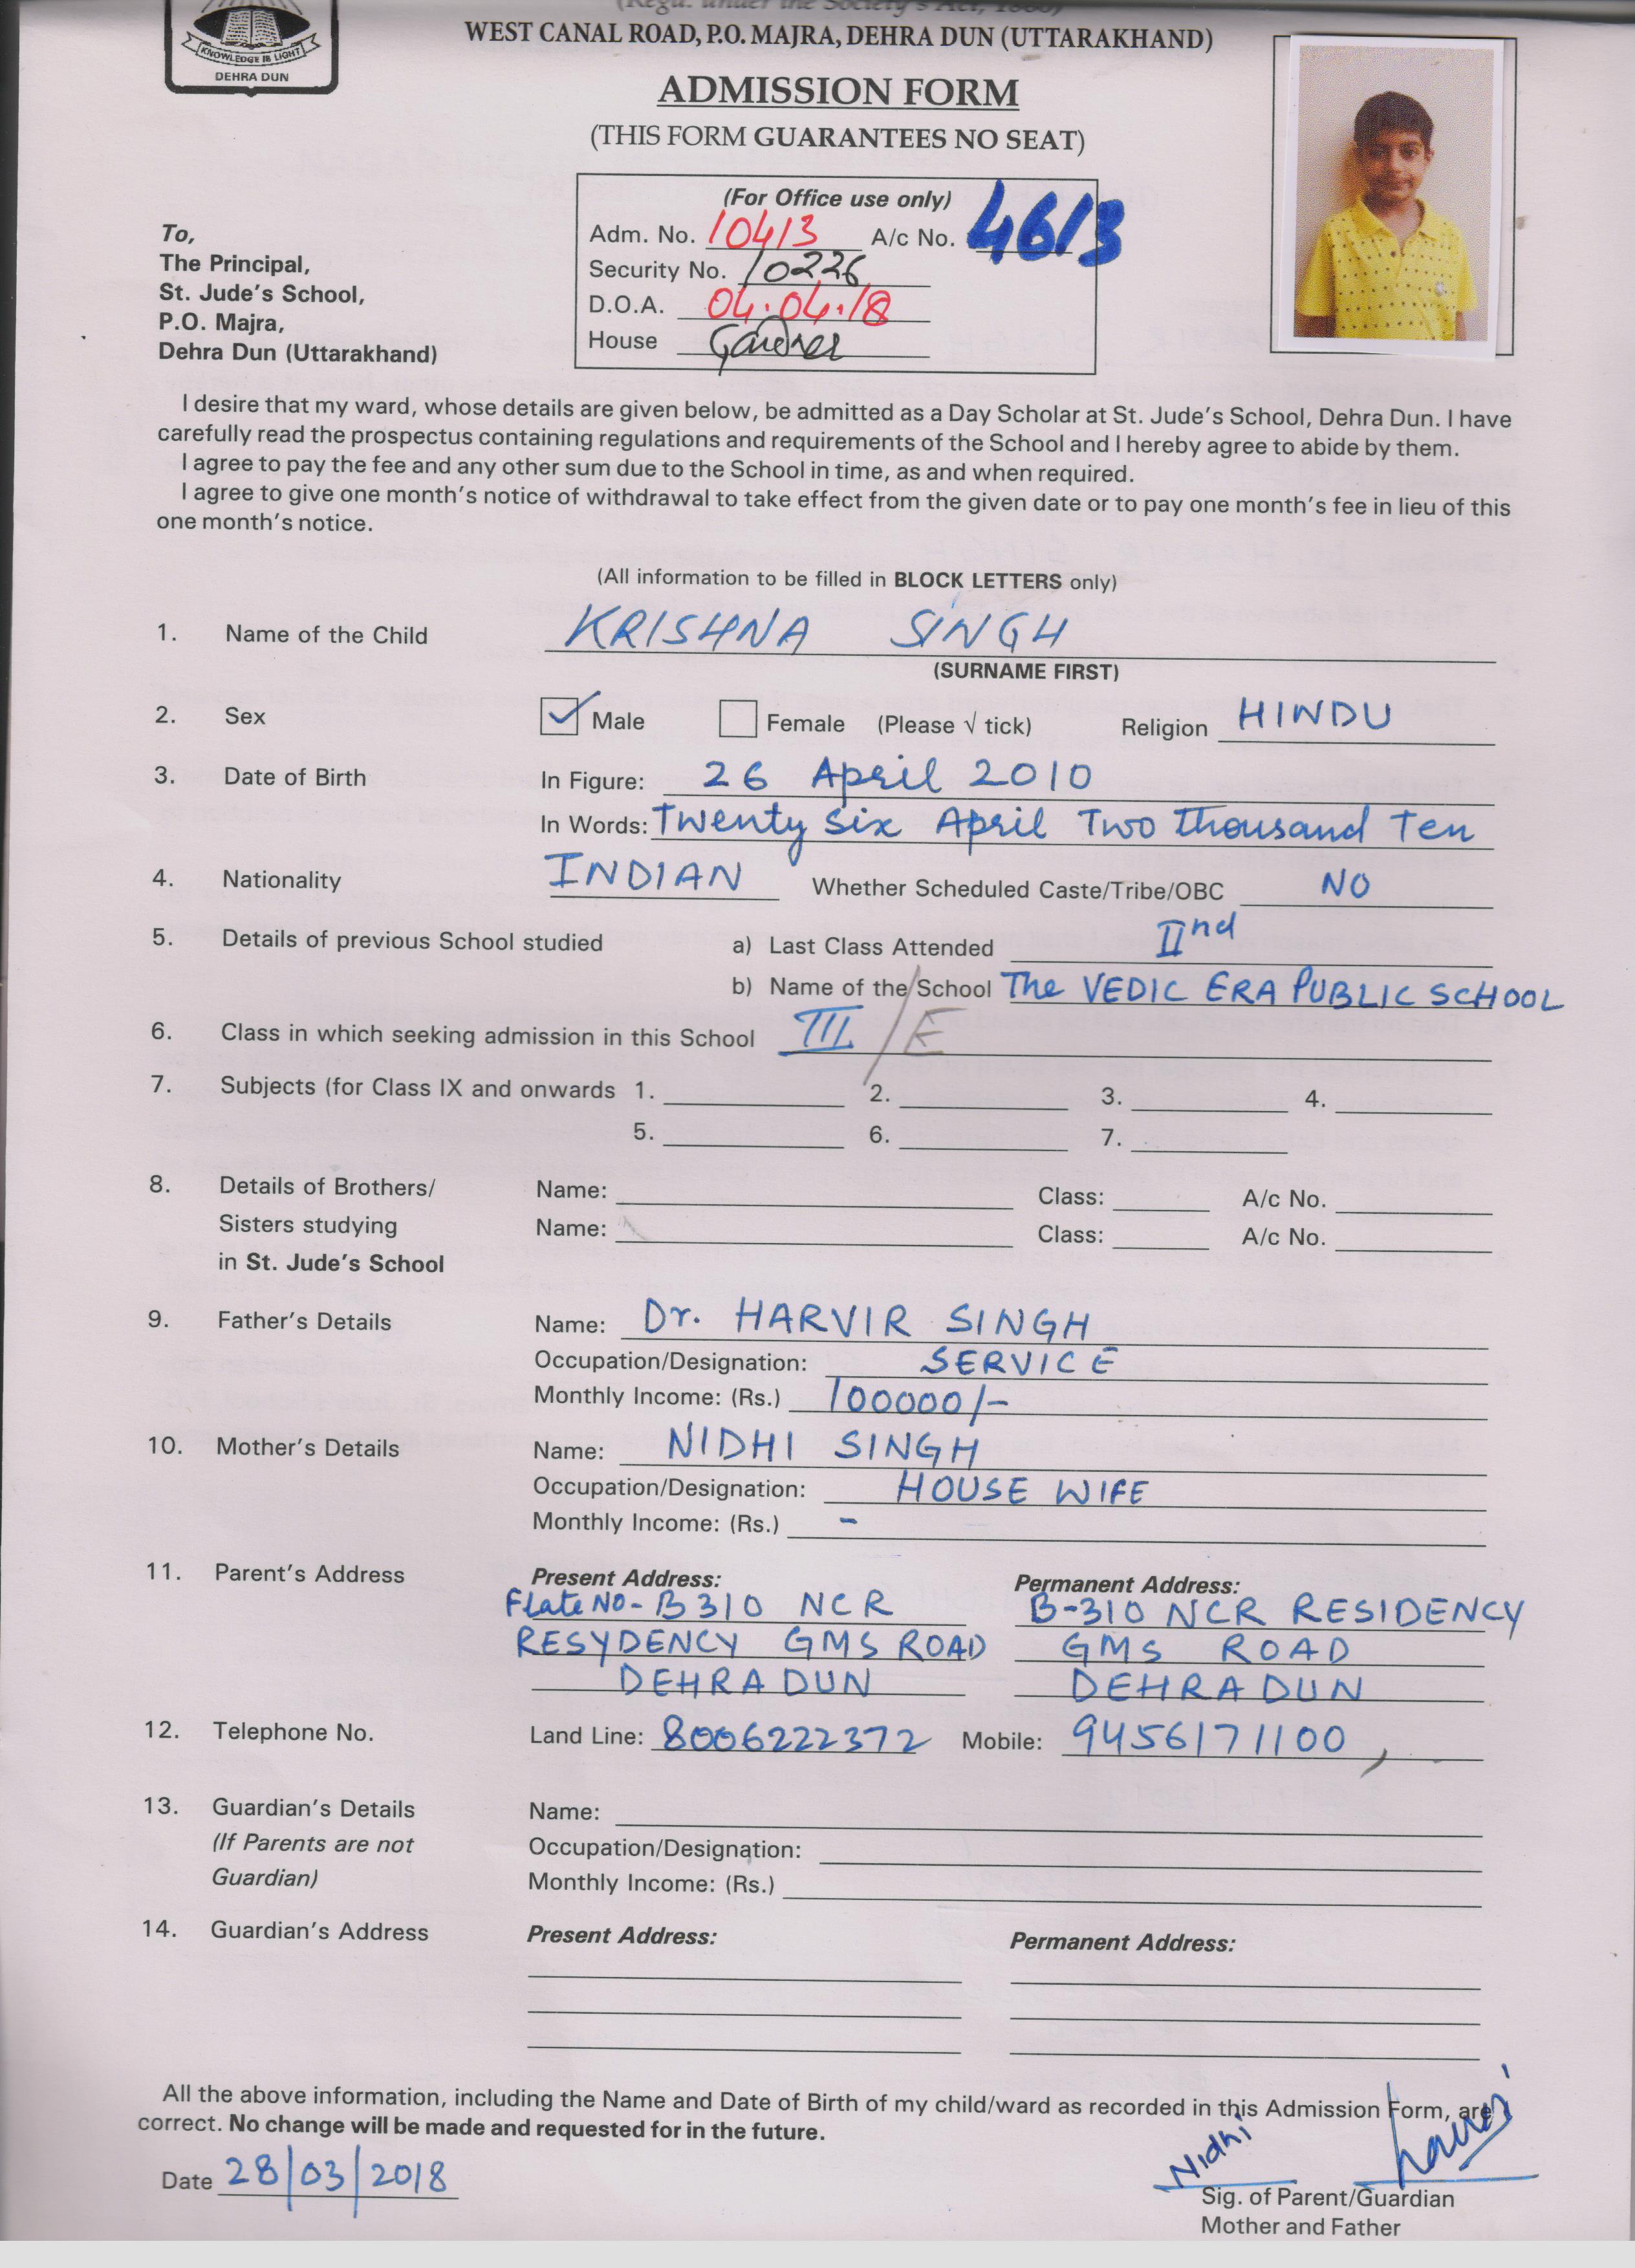 (Regd. under the Society's Act, 1860)
WEST CANAL ROAD, P.O. MAJRA, DEHRA DUN (UTTARAKHAND)
KNOWLEDGE IS LIGHT
DEHRA DUN
ADMISSION FORM
(THIS FORM GUARANTEES NO SEAT)
(For Office use only)
Adm. No. 10413 A/c No. 4613
Security No. 10226
D.O.A. 04.04.18
House Gardner
To,
The Principal,
St. Jude's School,
P.O. Majra,
Dehra Dun (Uttarakhand)
I desire that my ward, whose details are given below, be admitted as a Day Scholar at St. Jude's School, Dehra Dun. I have
carefully read the prospectus containing regulations and requirements of the School and I hereby agree to abide by them.
I agree to pay the fee and any other sum due to the School in time, as and when required.
I agree to give one month's notice of withdrawal to take effect from the given date or to pay one month's fee in lieu of this
one month's notice.
(All information to be filled in BLOCK LETTERS only)
1. Name of the Child KRISHNA SINGH
(SURNAME FIRST)
2. Sex Male Female (Please √ tick) Religion HINDU
3. Date of Birth In Figure: 26 April 2010
In Words: Twenty Six April Two Thousand Ten
4. Nationality INDIAN Whether Scheduled Caste/Tribe/OBC NO
5. Details of previous School studied a) Last Class Attended IInd
b) Name of the School The VEDIC ERA PUBLIC SCHOOL
6. Class in which seeking admission in this School III / E
7. Subjects (for Class IX and onwards 1. 2. 3. 4.
5. 6. 7.
8. Details of Brothers/ Name: Class: A/c No.
Sisters studying Name: Class: A/c No.
in St. Jude's School
9. Father's Details Name: Dr. HARVIR SINGH
Occupation/Designation: SERVICE
Monthly Income: (Rs.) 100000/-
10. Mother's Details Name: NIDHI SINGH
Occupation/Designation: HOUSE WIFE
Monthly Income: (Rs.) -
11. Parent's Address Present Address: Permanent Address:
Flate NO- B 310 NCR B-310 NCR RESIDENCY
RESYDENCY GMS ROAD GMS ROAD
DEHRA DUN DEHRA DUN
12. Telephone No. Land Line: 8006222372 Mobile: 9456171100,
13. Guardian's Details Name:
(If Parents are not Occupation/Designation:
Guardian) Monthly Income: (Rs.)
14. Guardian's Address Present Address: Permanent Address:
All the above information, including the Name and Date of Birth of my child/ward as recorded in this Admission Form, are
correct. No change will be made and requested for in the future.
Date 28/03/2018 Nidhi
Sig. of Parent/Guardian
Mother and Father